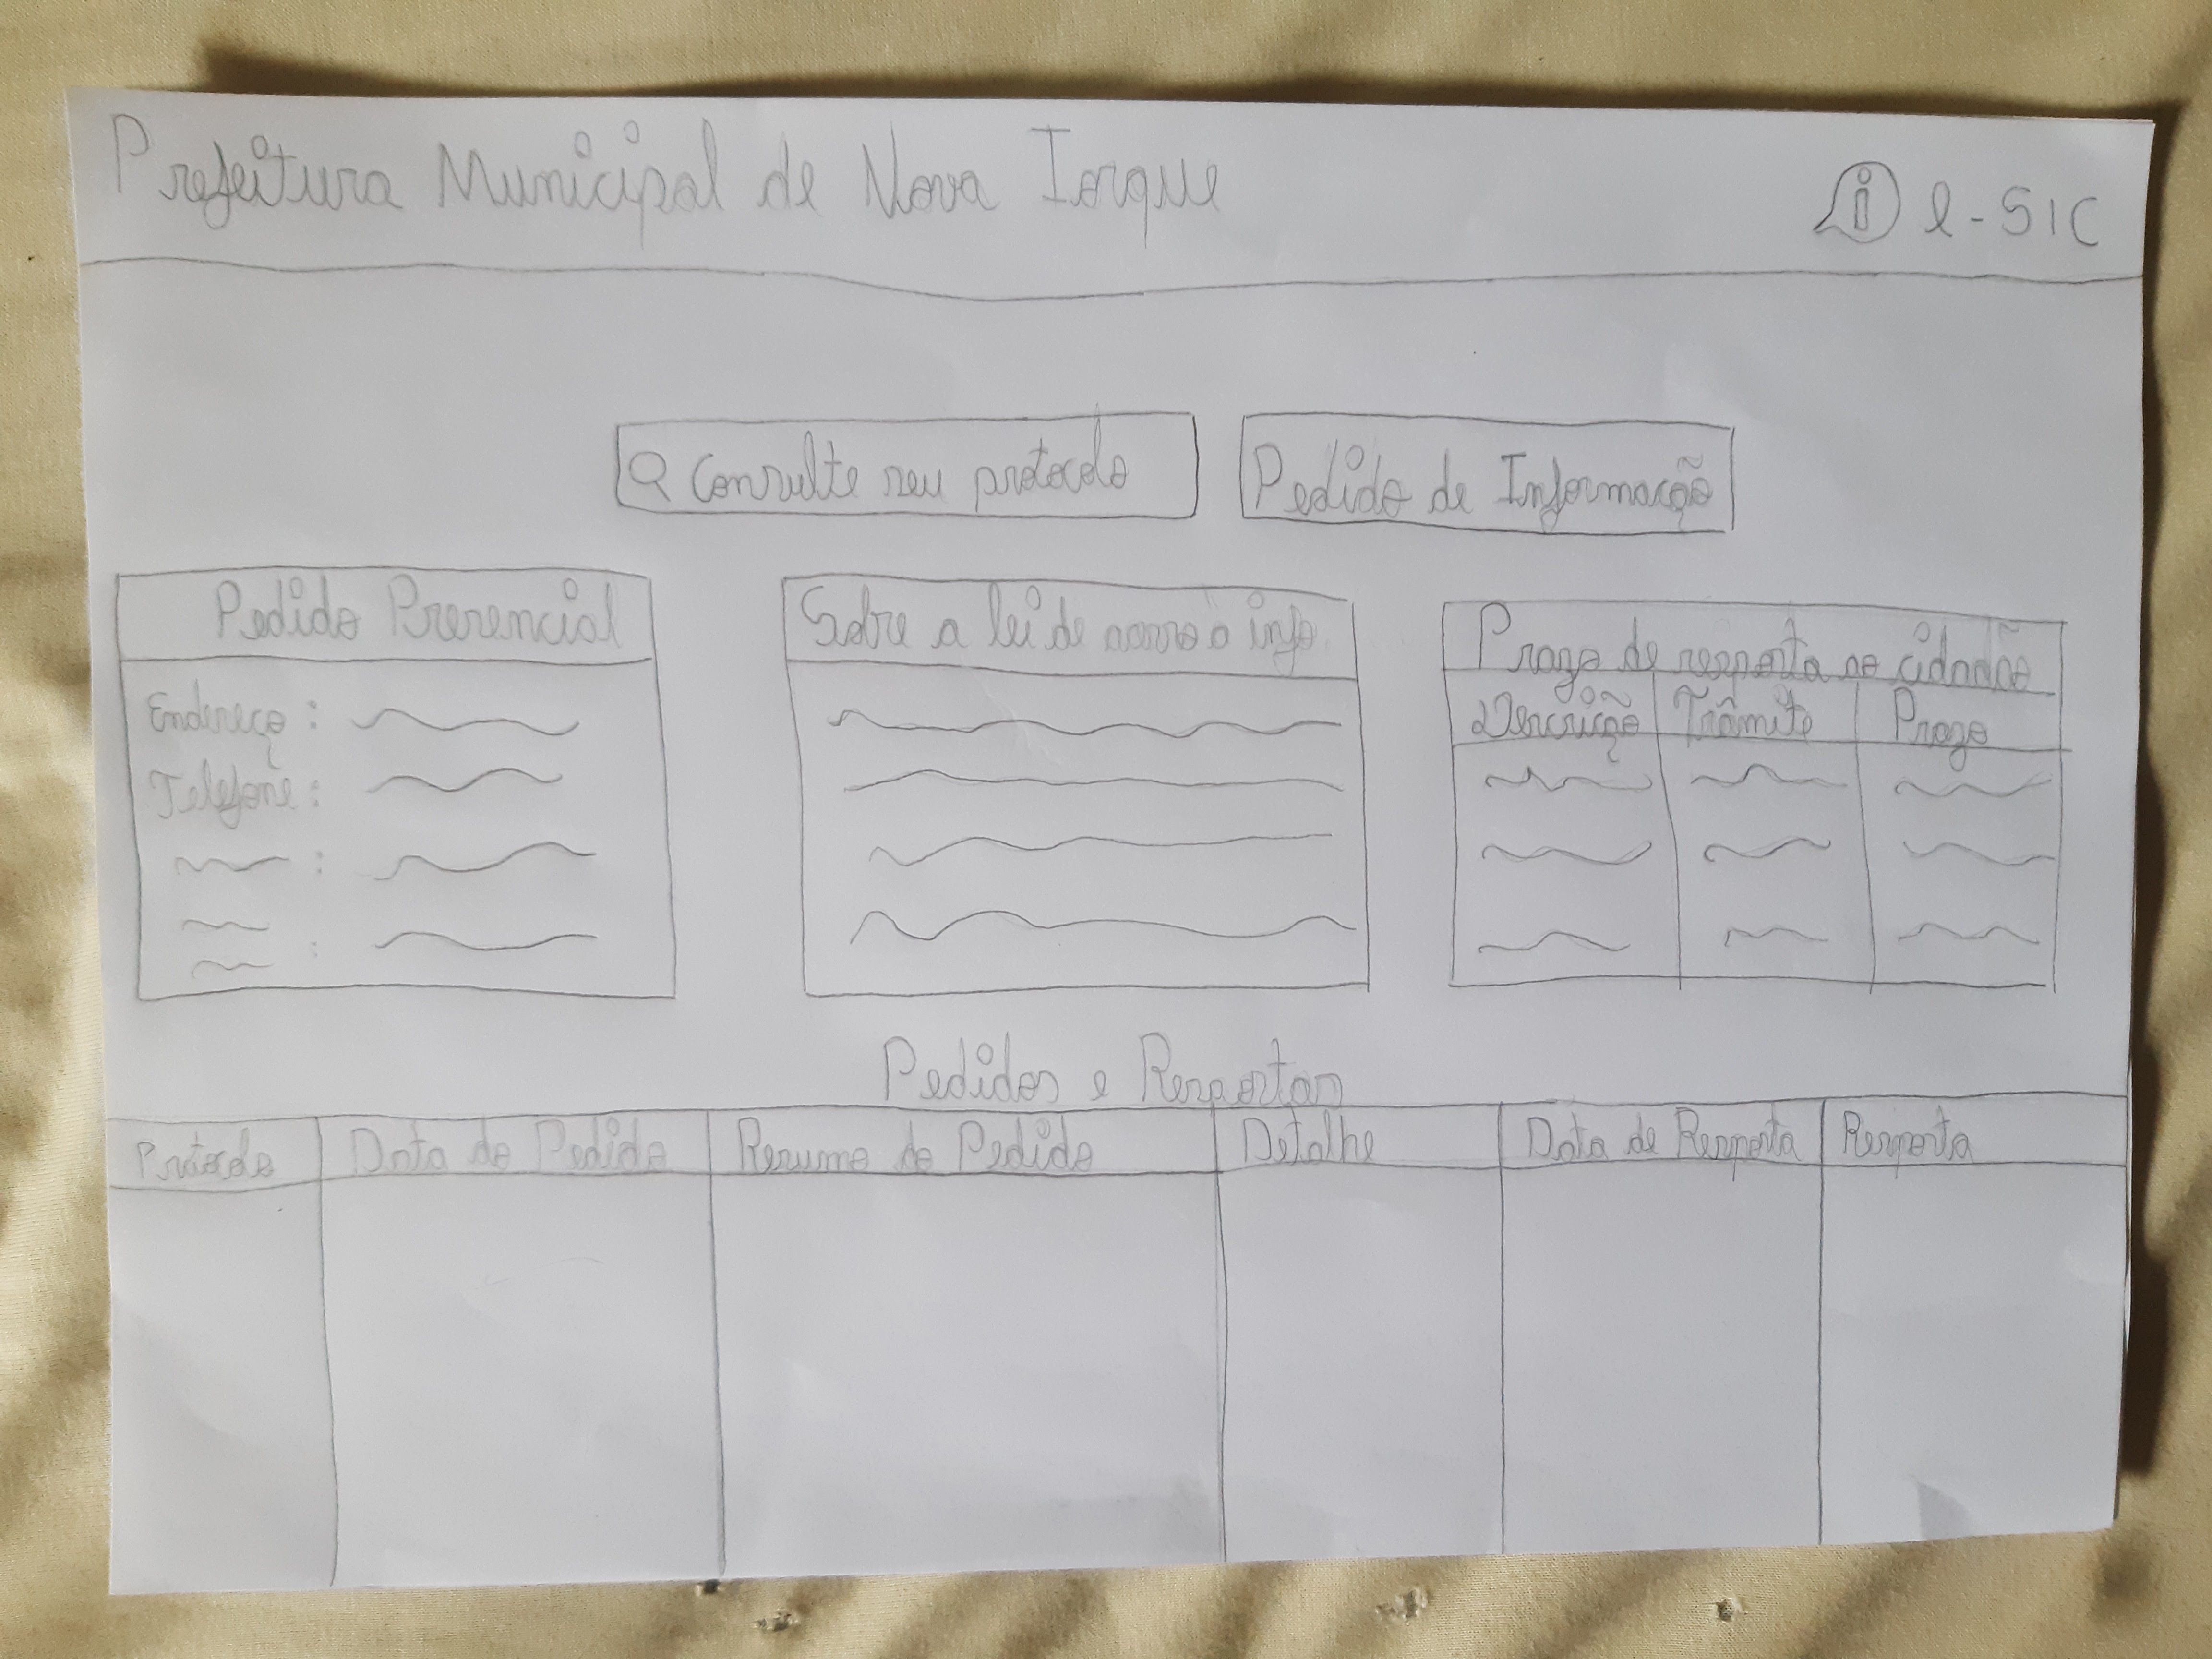 Prefeitura Municipal de Nova Iorque
i e-SIC
Consulte seu protocolo
Pedido de Informação
Pedido Presencial
Endereço:
Telefone:
Sobre a lei de acesso a info.
Prazo de resposta ao cidadão
Descrição Trâmite Prazo
Pedidos e Respostas
Protocolo Data do Pedido Resumo do Pedido Detalhe Data de Resposta Resposta